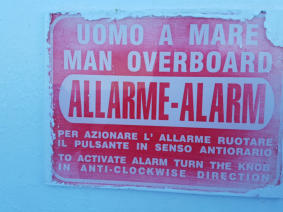 UOMO A MARE
MAN OVERBOARD
ALLARME-ALARM
PER AZIONARE L' ALLARME RUOTARE
IL PULSANTE IN SENSO ANTIORARIO
TO ACTIVATE ALARM TURN THE KNOB
IN ANTI-CLOCKWISE DIRECTION